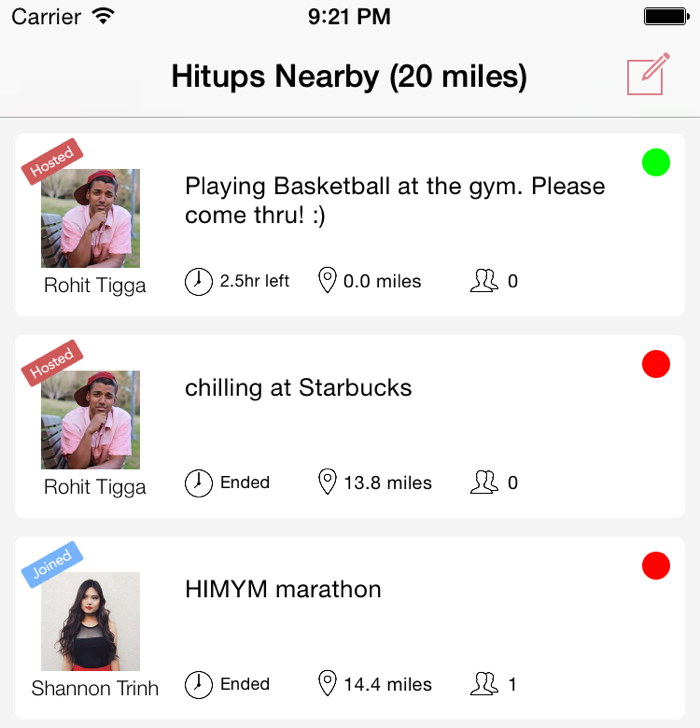 Carrier 9:21 PM
Hitups Nearby (20 miles)
Hosted
Playing Basketball at the gym. Please
come thru! :)
Rohit Tigga
2.5hr left 0.0 miles 0
Hosted
chilling at Starbucks
Rohit Tigga
Ended 13.8 miles 0
Joined
HIMYM marathon
Shannon Trinh
Ended 14.4 miles 1